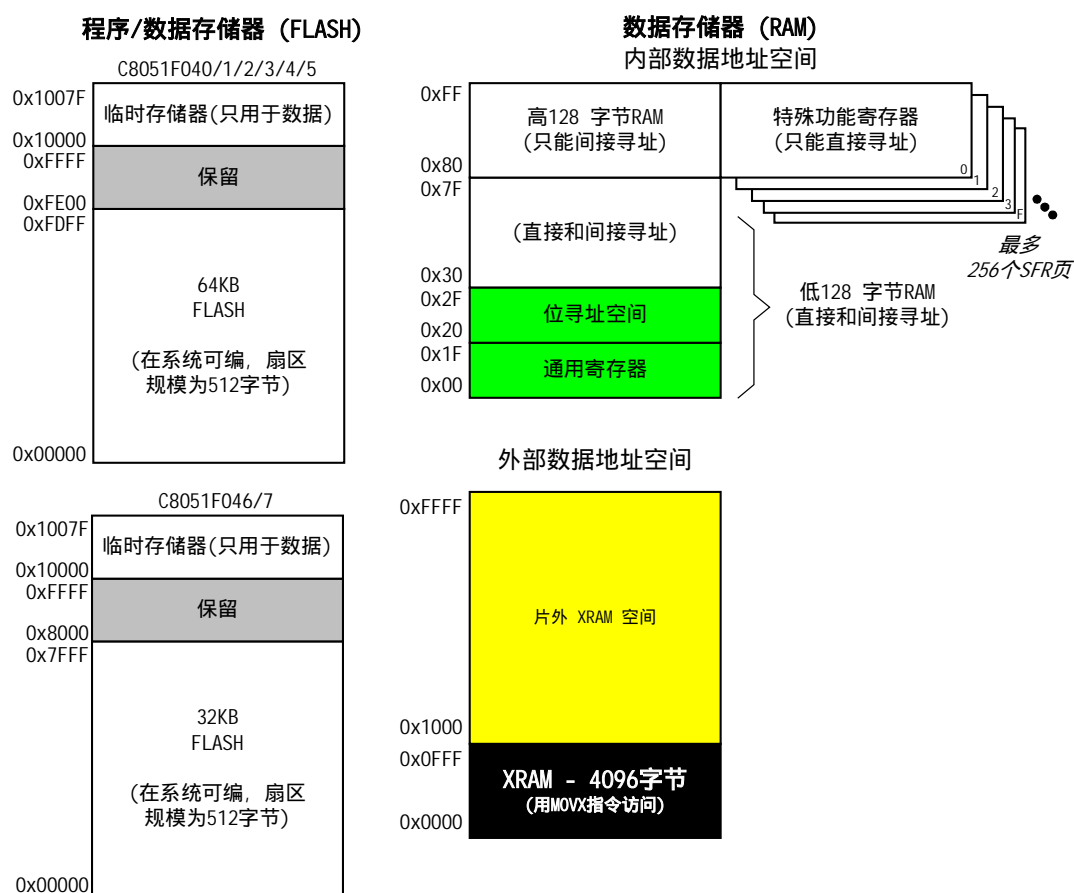 程序/数据存储器 (FLASH)
C8051F040/1/2/3/4/5
0x1007F
临时存储器(只用于数据)
0x10000
0xFFFF
保留
0xFE00
0xFDFF
64KB
FLASH
(在系统可编, 扇区
规模为512字节)
0x00000
C8051F046/7
0x1007F
临时存储器(只用于数据)
0x10000
0xFFFF
保留
0x8000
0x7FFF
32KB
FLASH
(在系统可编, 扇区
规模为512字节)
0x00000
数据存储器 (RAM)
内部数据地址空间
0xFF
高128 字节RAM
(只能间接寻址)
特殊功能寄存器
(只能直接寻址)
0
1
2
3
F
0x80
0x7F
(直接和间接寻址)
最多
256个SFR页
0x30
0x2F
位寻址空间
低128 字节RAM
(直接和间接寻址)
0x20
0x1F
通用寄存器
0x00
外部数据地址空间
0xFFFF
片外 XRAM 空间
0x1000
0x0FFF
XRAM - 4096字节
(用MOVX指令访问)
0x0000